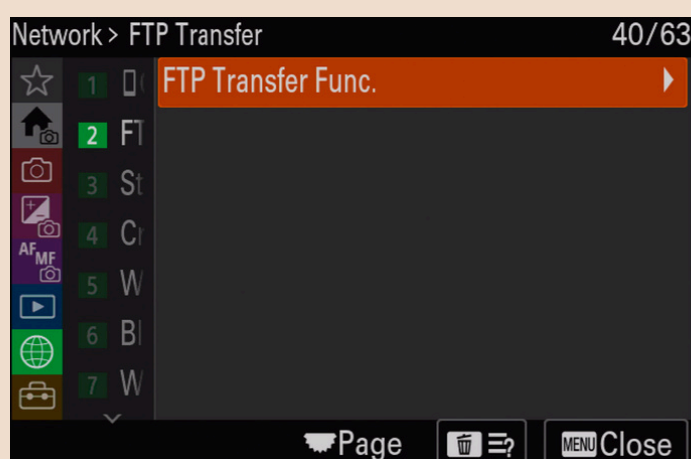 Network > FTP Transfer 40/63
1
FTP Transfer Func.
2 FT
3 St
4 Cr
AF MF
5 W
6 Bl
7 W
Page
?
MENU Close